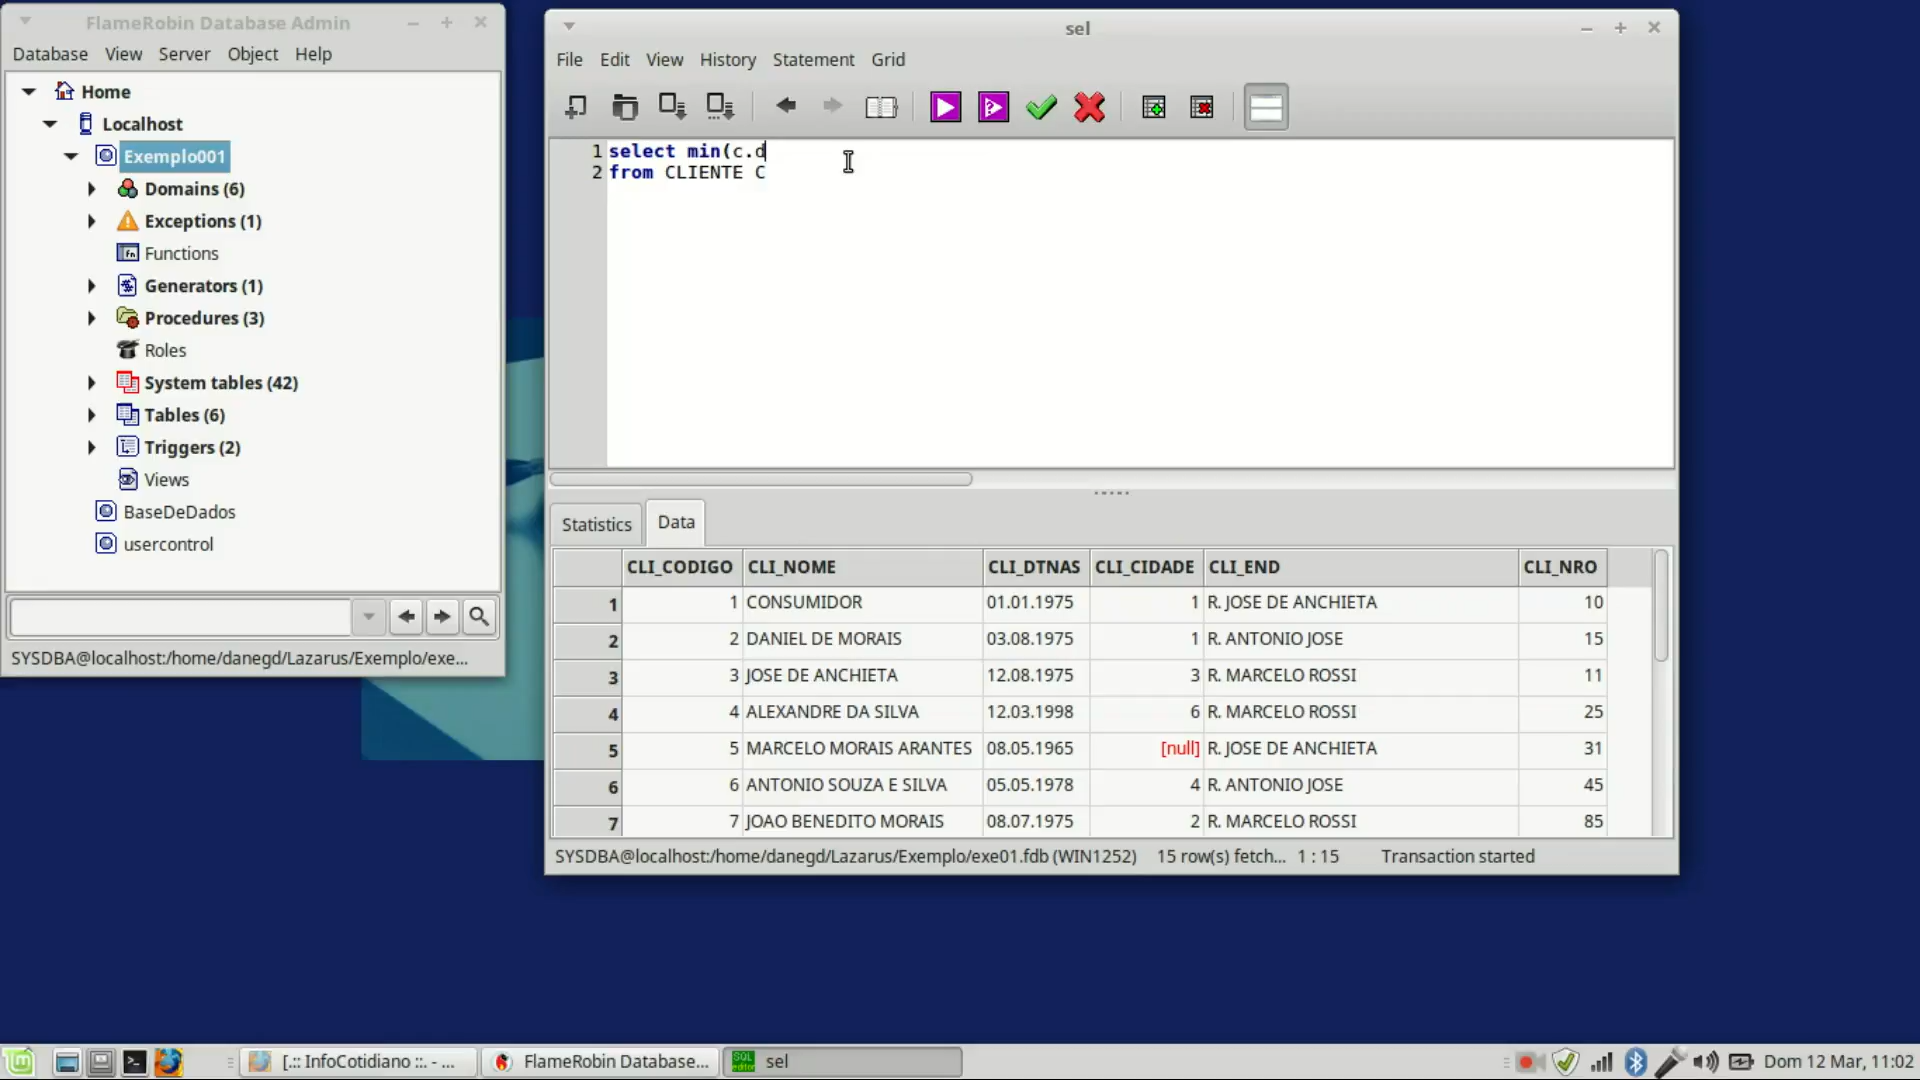 FlameRobin Database Admin
Database View Server Object Help
Home
Localhost
Exemplo001
Domains (6)
Exceptions (1)
Functions
Generators (1)
Procedures (3)
Roles
System tables (42)
Tables (6)
Triggers (2)
Views
BaseDeDados
usercontrol
SYSDBA@localhost:/home/danegd/Lazarus/Exemplo/exe...
sel
File Edit View History Statement Grid
1 select min(c.d
2 from CLIENTE C
Statistics Data
CLI_CODIGO CLI_NOME CLI_DTNAS CLI_CIDADE CLI_END CLI_NRO
1 1 CONSUMIDOR 01.01.1975 1 R. JOSE DE ANCHIETA 10
2 2 DANIEL DE MORAIS 03.08.1975 1 R. ANTONIO JOSE 15
3 3 JOSE DE ANCHIETA 12.08.1975 3 R. MARCELO ROSSI 11
4 4 ALEXANDRE DA SILVA 12.03.1998 6 R. MARCELO ROSSI 25
5 5 MARCELO MORAIS ARANTES 08.05.1965 [null] R. JOSE DE ANCHIETA 31
6 6 ANTONIO SOUZA E SILVA 05.05.1978 4 R. ANTONIO JOSE 45
7 7 JOAO BENEDITO MORAIS 08.07.1975 2 R. MARCELO ROSSI 85
SYSDBA@localhost:/home/danegd/Lazarus/Exemplo/exe01.fdb (WIN1252) 15 row(s) fetch... 1 : 15 Transaction started
[.:: InfoCotidiano ::. - ... FlameRobin Database... SQL editor sel Dom 12 Mar, 11:02